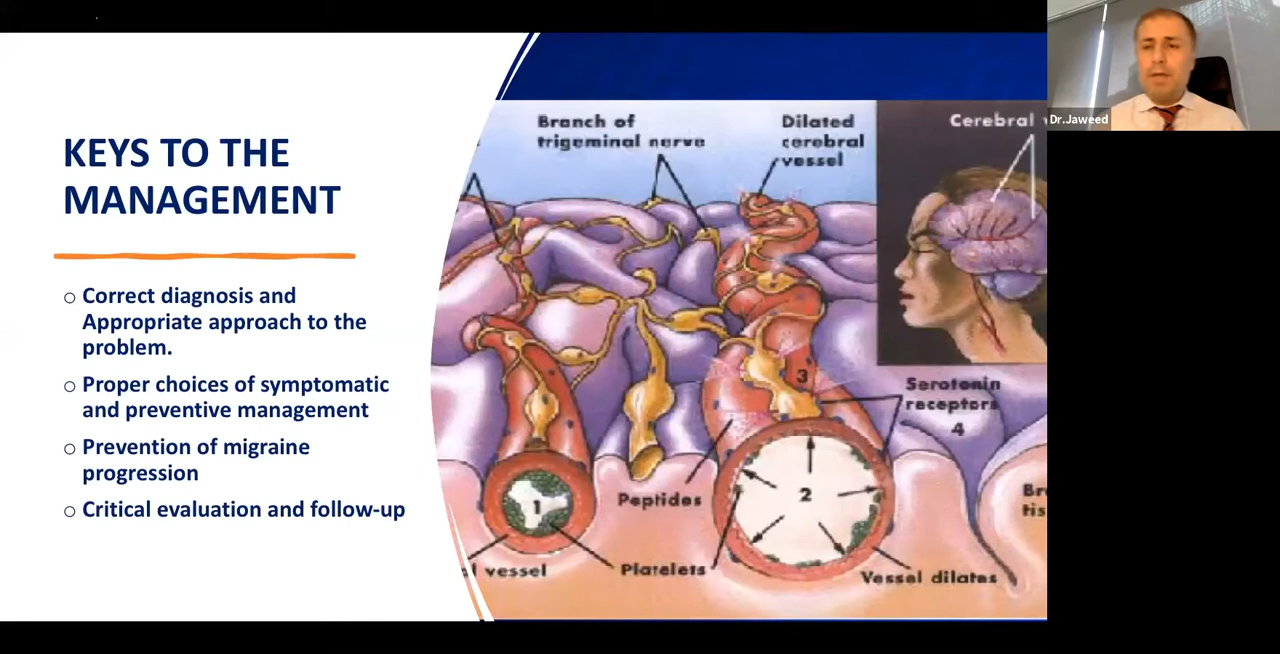 KEYS TO THE
MANAGEMENT
○ Correct diagnosis and
Appropriate approach to the
problem.
○ Proper choices of symptomatic
and preventive management
○ Prevention of migraine
progression
○ Critical evaluation and follow-up
Branch of
trigeminal nerve
Dilated
cerebral
vessel
Cerebral
3
Serotonin
receptors
4
Peptides
2
1
vessel
Platelets
Vessel dilates
Dr.Jaweed